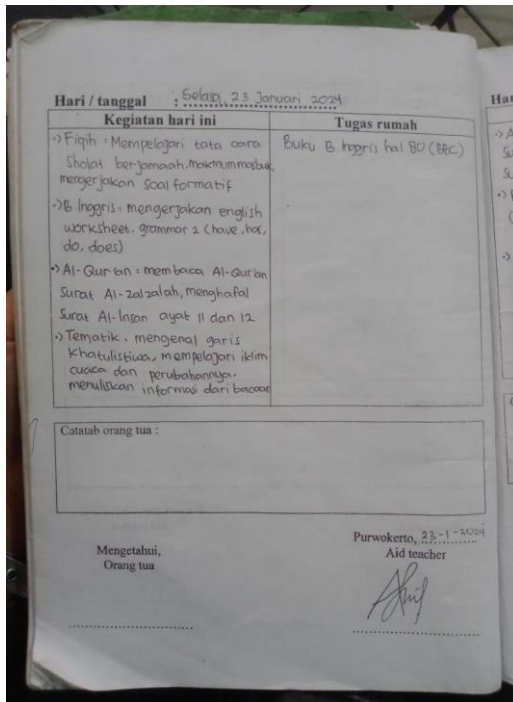 Hari / tanggal : Selasa, 23 Januari 2024
Kegiatan hari ini
Tugas rumah
·) Fiqih : Mempelajari tata cara
Sholat berjamaah, makmum masbuk
mengerjakan soal formatif
·) B. Inggris : mengerjakan english
worksheet, grammar 2 (have, has,
do, does)
·) Al-Qur'an : membaca Al-Qur'an
Surat Al-zalzalah, menghafal
Surat Al-Insan ayat 11 dan 12
·) Tematik : mengenal garis
Khatulistiwa, mempelajari iklim
cuaca dan perubahannya,
menuliskan informasi dari bacaan
Buku B. Inggris hal 80 (BBC)
Catatab orang tua :
Purwokerto, 23-1-2024
Mengetahui,
Orang tua
Aid teacher
Har